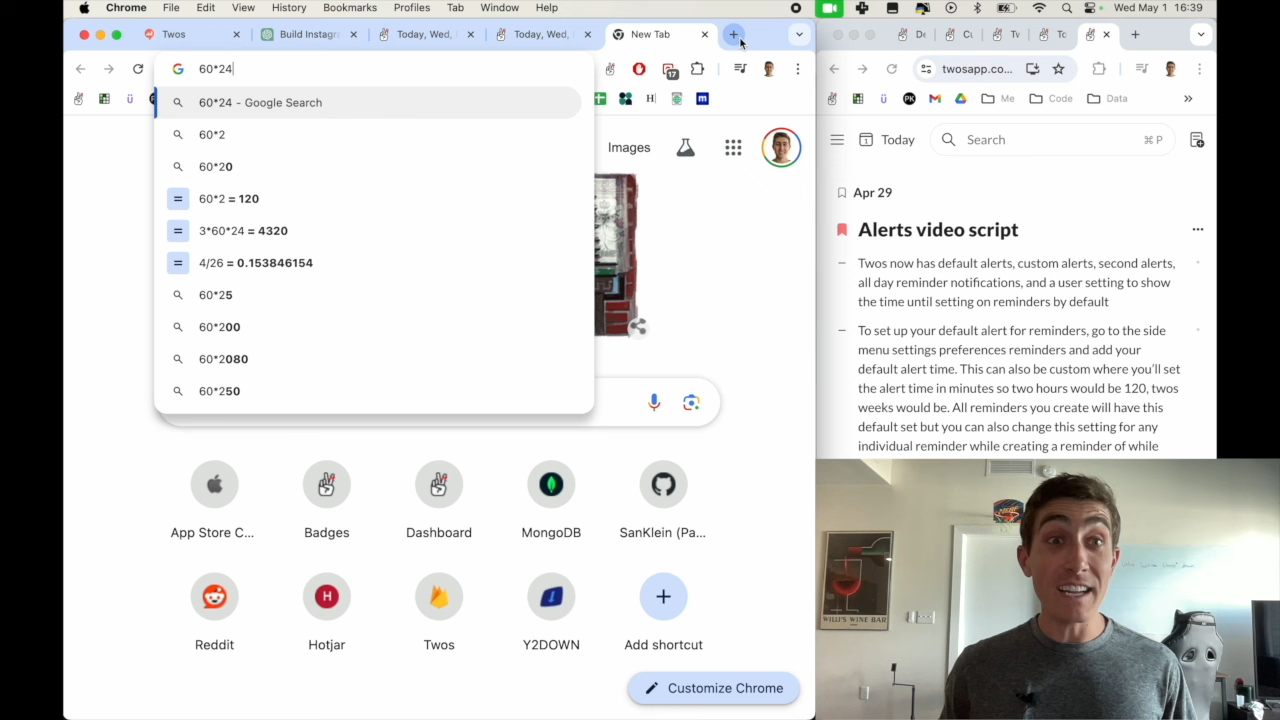 Chrome File Edit View History Bookmarks Profiles Tab Window Help Wed May 1 16:39
Twos
Build Instagr
Today, Wed,
Today, Wed,
New Tab
60*24
17
60*24 - Google Search
60*2
60*20
60*2 = 120
3*60*24 = 4320
4/26 = 0.153846154
60*25
60*200
60*2080
60*250
Images
App Store C...
Badges
Dashboard
MongoDB
SanKlein (Pa...
Reddit
Hotjar
Twos
Y2DOWN
Add shortcut
Customize Chrome
twosapp.co...
PK
Me
Code
Data
Today
Search
⌘ P
Apr 29
Alerts video script
Twos now has default alerts, custom alerts, second alerts,
all day reminder notifications, and a user setting to show
the time until setting on reminders by default
To set up your default alert for reminders, go to the side
menu settings preferences reminders and add your
default alert time. This can also be custom where you'll set
the alert time in minutes so two hours would be 120, twos
weeks would be. All reminders you create will have this
default set but you can also change this setting for any
individual reminder while creating a reminder of while
WILLI'S WINE BAR